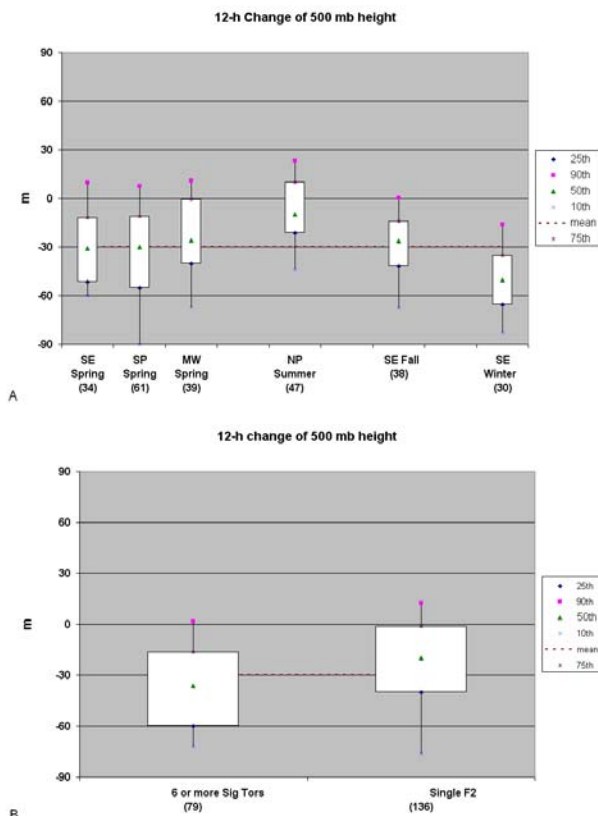 12-h Change of 500 mb height
90
60
30
0
-30
-60
-90
m
25th
90th
50th
10th
mean
75th
SE Spring (34)
SP Spring (61)
MW Spring (39)
NP Summer (47)
SE Fall (38)
SE Winter (30)
A
12-h change of 500 mb height
90
60
30
0
-30
-60
-90
m
25th
90th
50th
10th
mean
75th
6 or more Sig Tors (79)
Single F2 (136)
B